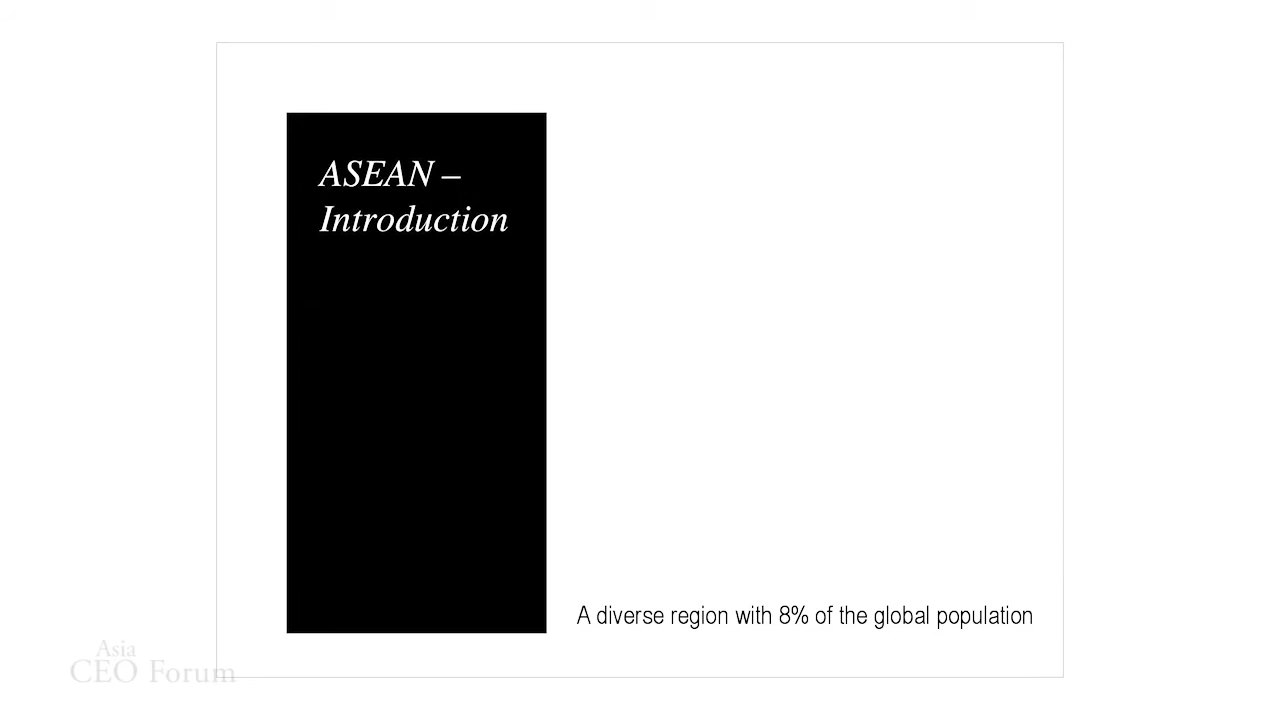 ASEAN –
Introduction
A diverse region with 8% of the global population
Asia
CEO Forum